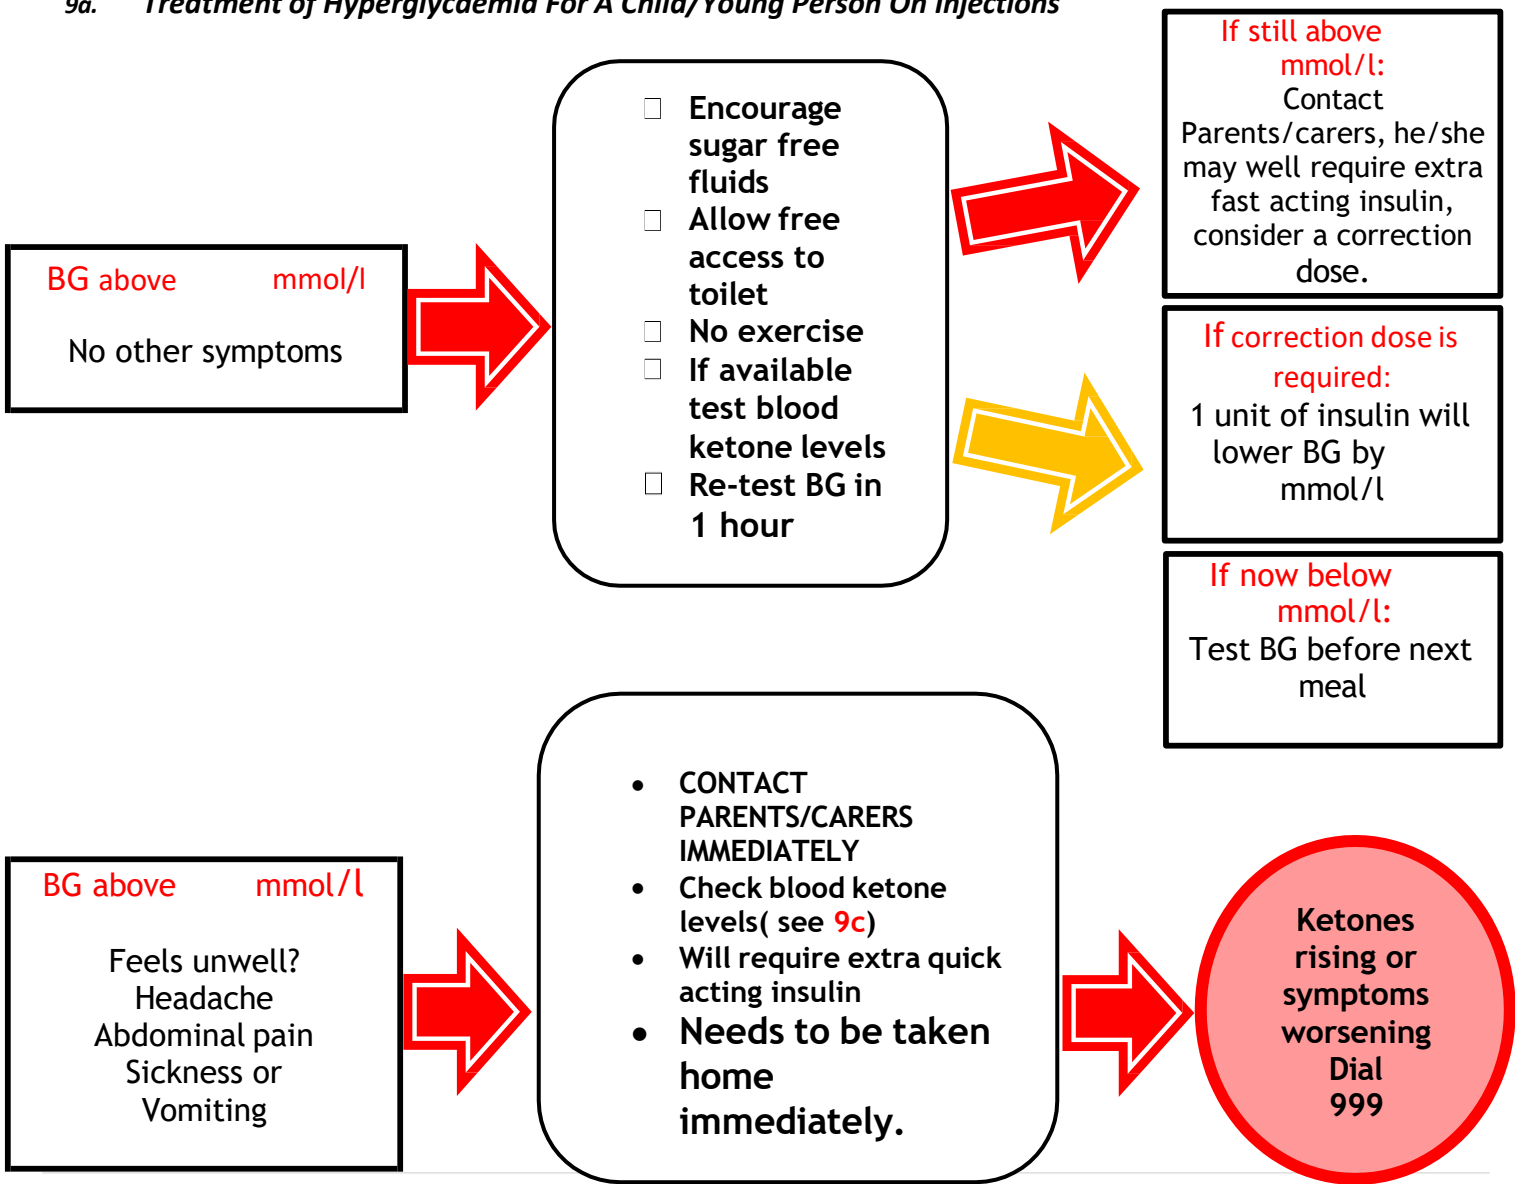 9a. Treatment of Hyperglycaemia For A Child/Young Person On Injections
BG above mmol/l
No other symptoms
Encourage
sugar free
fluids
Allow free
access to
toilet
No exercise
If available
test blood
ketone levels
Re-test BG in
1 hour
If still above
mmol/l:
Contact
Parents/carers, he/she
may well require extra
fast acting insulin,
consider a correction
dose.
If correction dose is
required:
1 unit of insulin will
lower BG by
mmol/l
If now below
mmol/l:
Test BG before next
meal
BG above mmol/l
Feels unwell?
Headache
Abdominal pain
Sickness or
Vomiting
• CONTACT
PARENTS/CARERS
IMMEDIATELY
• Check blood ketone
levels( see 9c)
• Will require extra quick
acting insulin
• Needs to be taken
home
immediately.
Ketones
rising or
symptoms
worsening
Dial
999